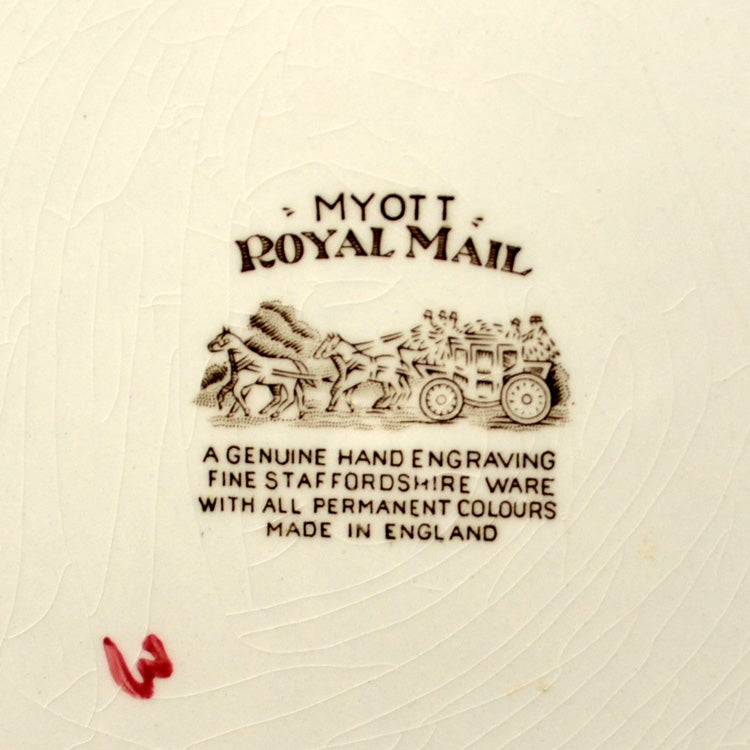 MYOTT
ROYAL MAIL
A GENUINE HAND ENGRAVING
FINE STAFFORDSHIRE WARE
WITH ALL PERMANENT COLOURS
MADE IN ENGLAND